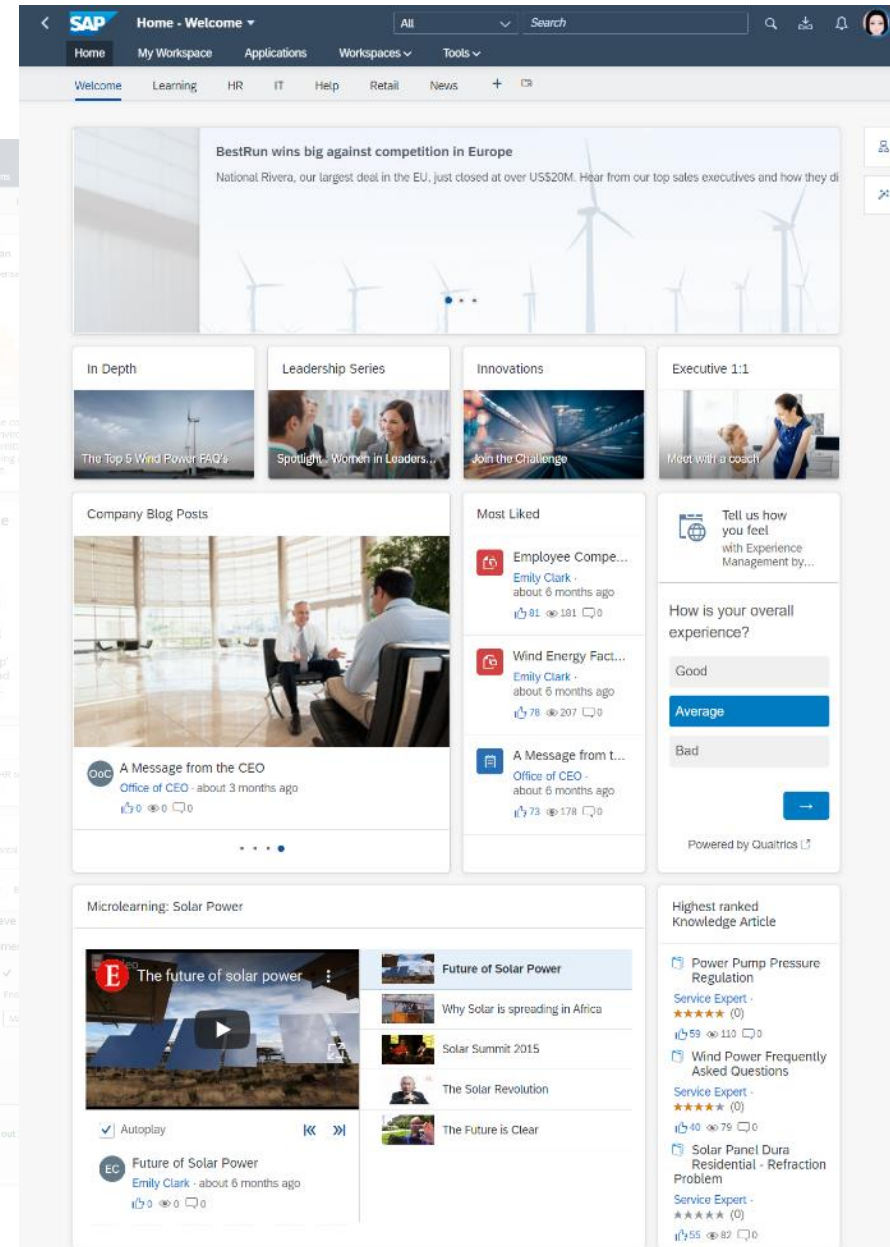 SAP Home - Welcome All Search
Home My Workspace Applications Workspaces Tools
Welcome Learning HR IT Help Retail News +
BestRun wins big against competition in Europe
National Rivera, our largest deal in the EU, just closed at over US$20M. Hear from our top sales executives and how they di
In Depth
The Top 5 Wind Power FAQ's
Leadership Series
Spotlight : Women in Leaders...
Innovations
Join the Challenge
Executive 1:1
Meet with a coach
Company Blog Posts
OoC
A Message from the CEO
Office of CEO · about 3 months ago
0 0 0
Most Liked
Employee Compe...
Emily Clark ·
about 6 months ago
81 181 0
Wind Energy Fact...
Emily Clark ·
about 6 months ago
78 207 0
A Message from t...
Office of CEO ·
about 6 months ago
73 178 0
Tell us how
you feel
with Experience
Management by...
How is your overall
experience?
Good
Average
Bad
→
Powered by Qualtrics
Microlearning: Solar Power
E The future of solar power
Autoplay
EC
Future of Solar Power
Emily Clark · about 6 months ago
0 0 0
Future of Solar Power
Why Solar is spreading in Africa
Solar Summit 2015
The Solar Revolution
The Future is Clear
Highest ranked
Knowledge Article
Power Pump Pressure
Regulation
Service Expert ·
★★★★★ (0)
59 110 0
Wind Power Frequently
Asked Questions
Service Expert ·
★★★★★ (0)
40 79 0
Solar Panel Dura
Residential - Refraction
Problem
Service Expert ·
★★★★★ (0)
55 82 0